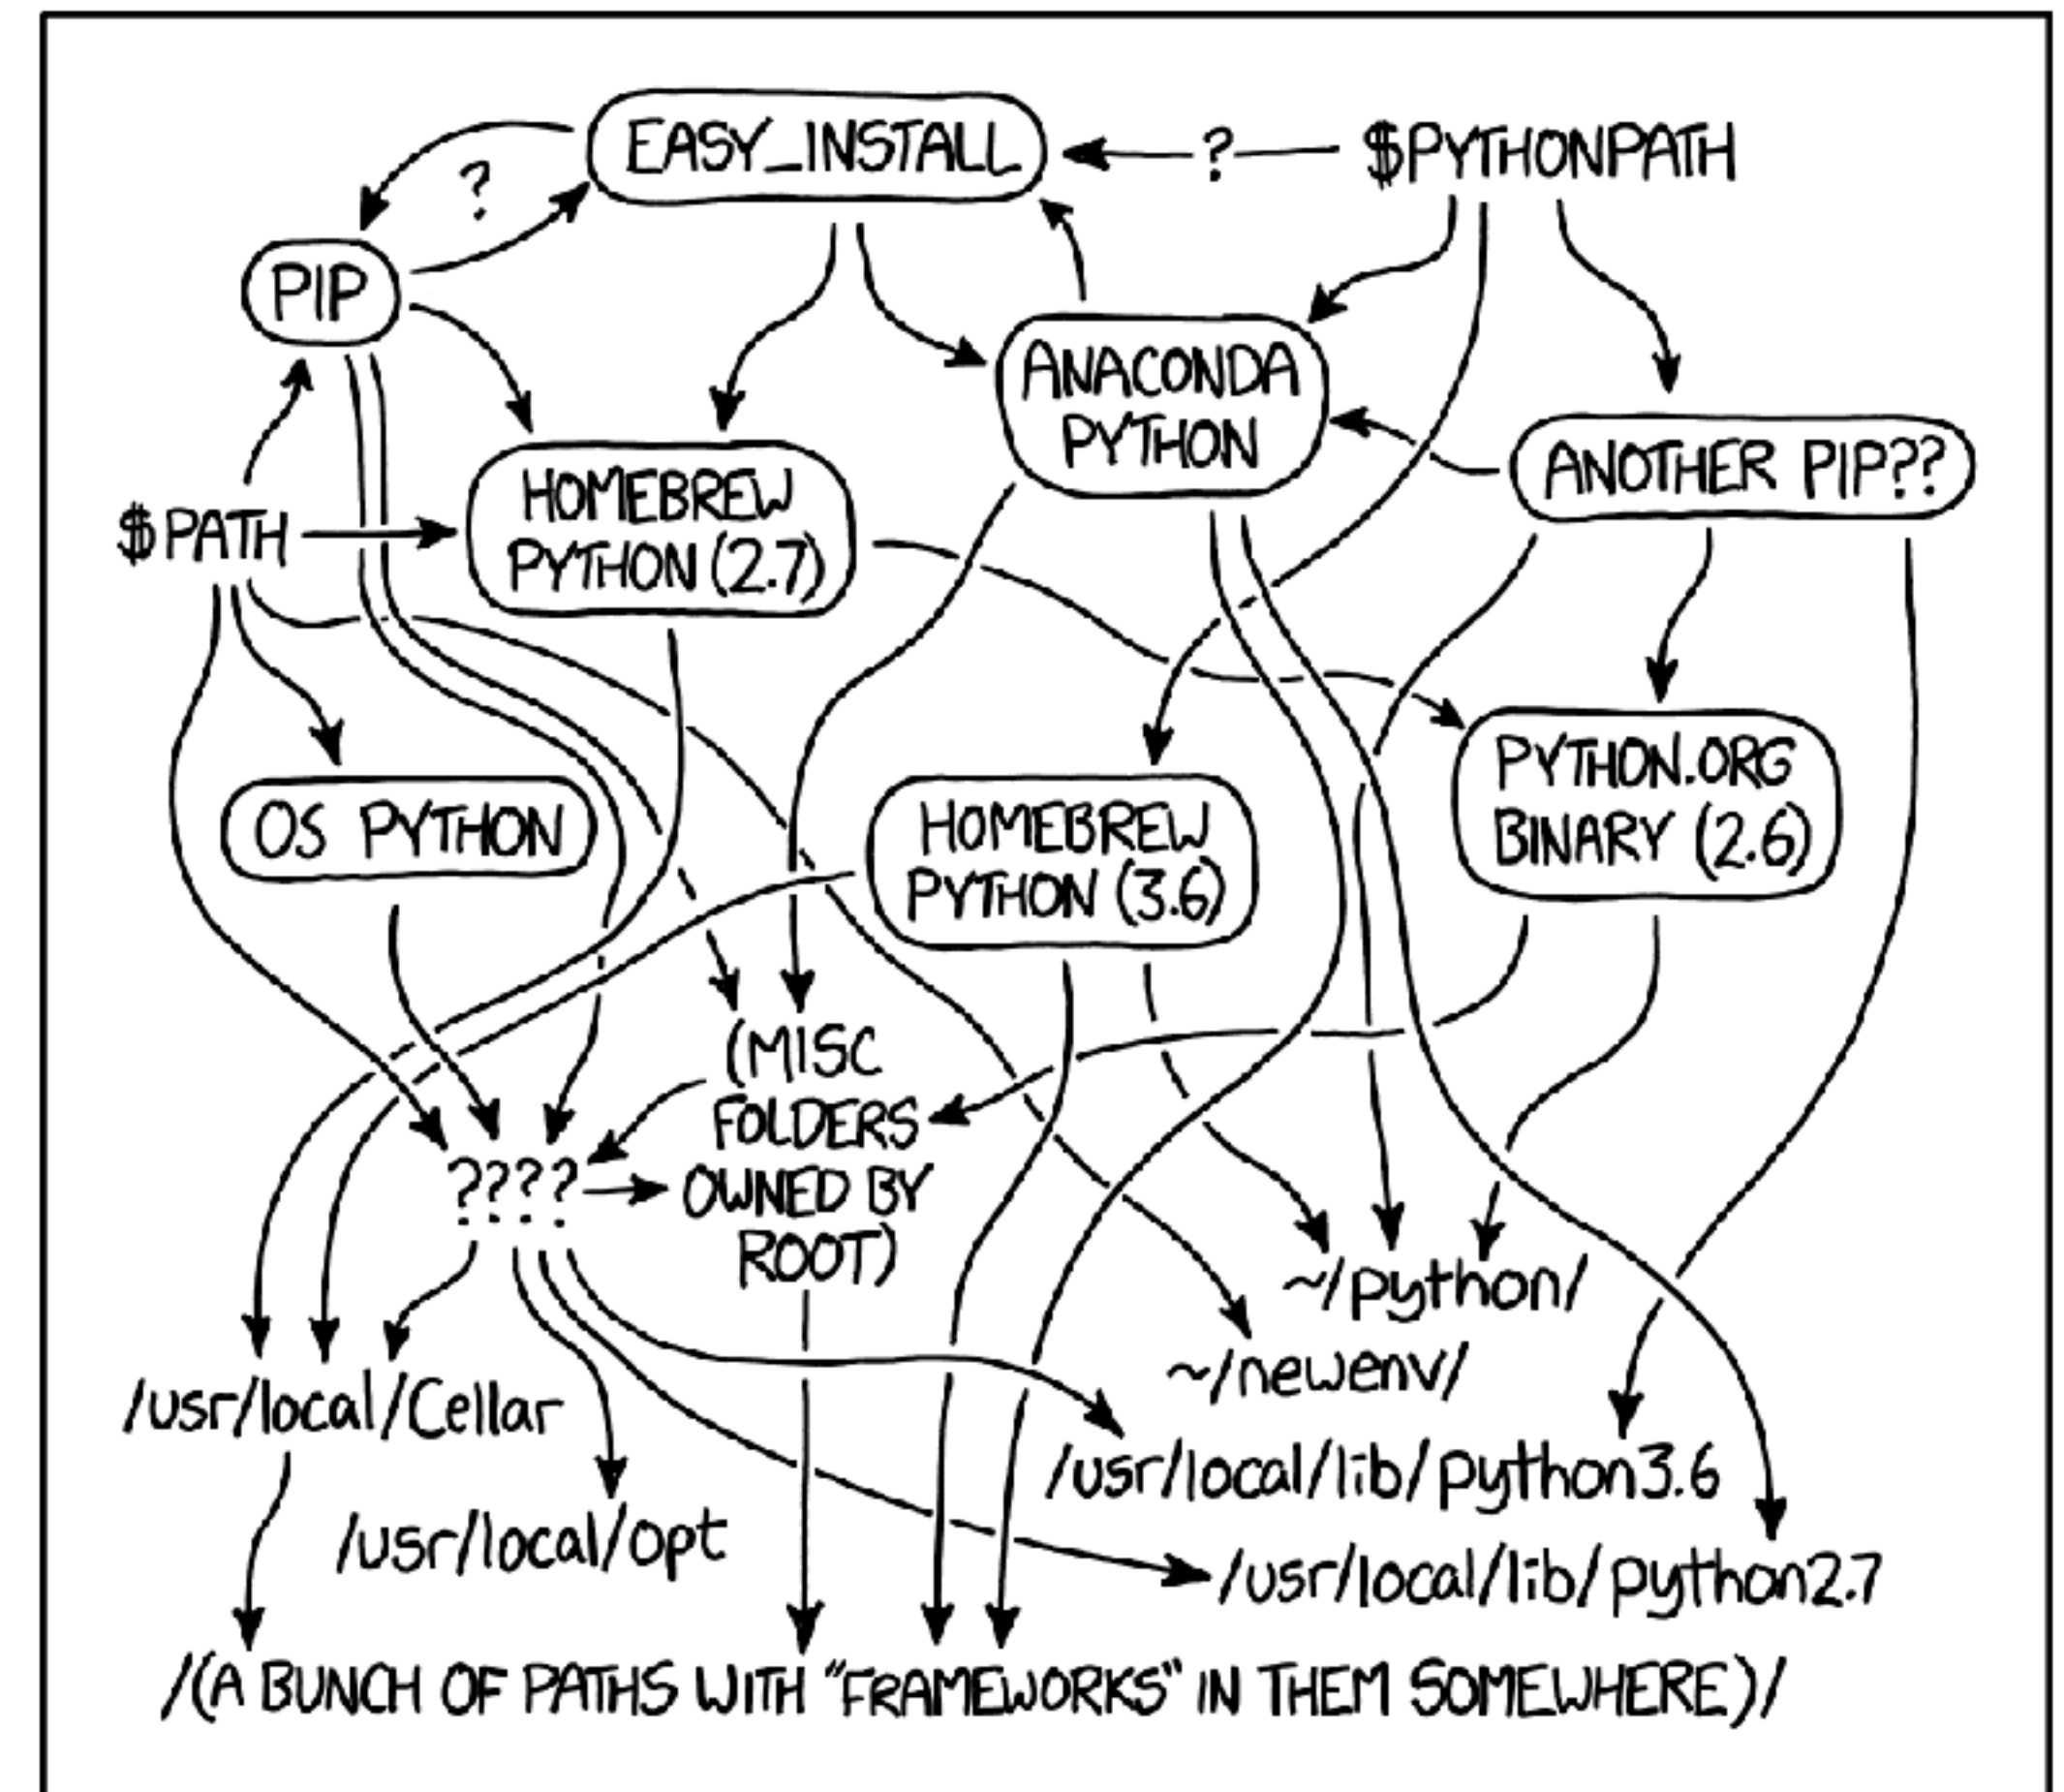 EASY_INSTALL
?
$PYTHONPATH
?
PIP
ANACONDA
PYTHON
ANOTHER PIP??
HOMEBREW
PYTHON (2.7)
$PATH
PYTHON.ORG
BINARY (2.6)
OS PYTHON
HOMEBREW
PYTHON (3.6)
(MISC
FOLDERS
OWNED BY
ROOT)
????
~/python/
~/newenv/
/usr/local/Cellar
/usr/local/lib/python3.6
/usr/local/opt
/usr/local/lib/python2.7
/(A BUNCH OF PATHS WITH "FRAMEWORKS" IN THEM SOMEWHERE)/